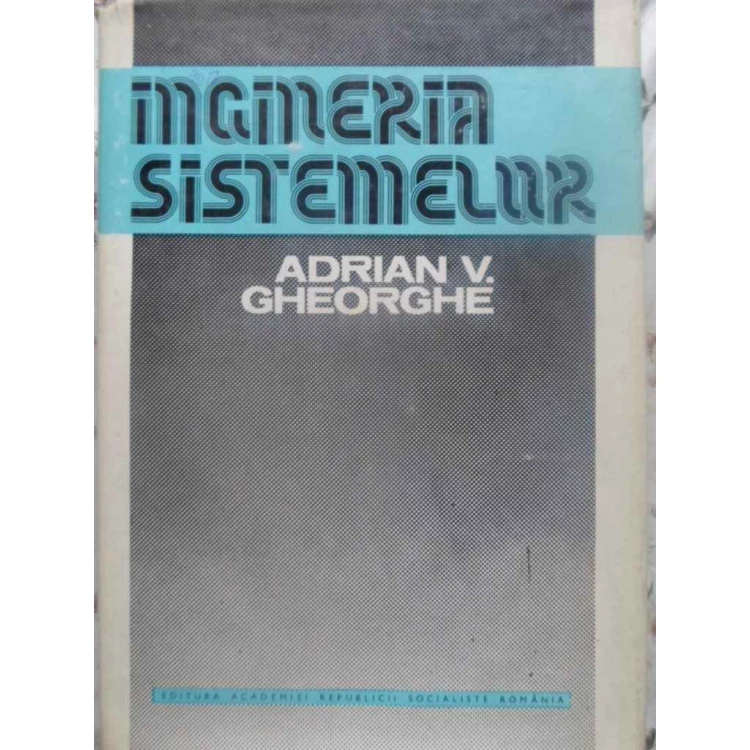 INGINERIA
SISTEMELOR
ADRIAN V.
GHEORGHE
EDITURA ACADEMIEI REPUBLICII SOCIALISTE ROMÂNIA